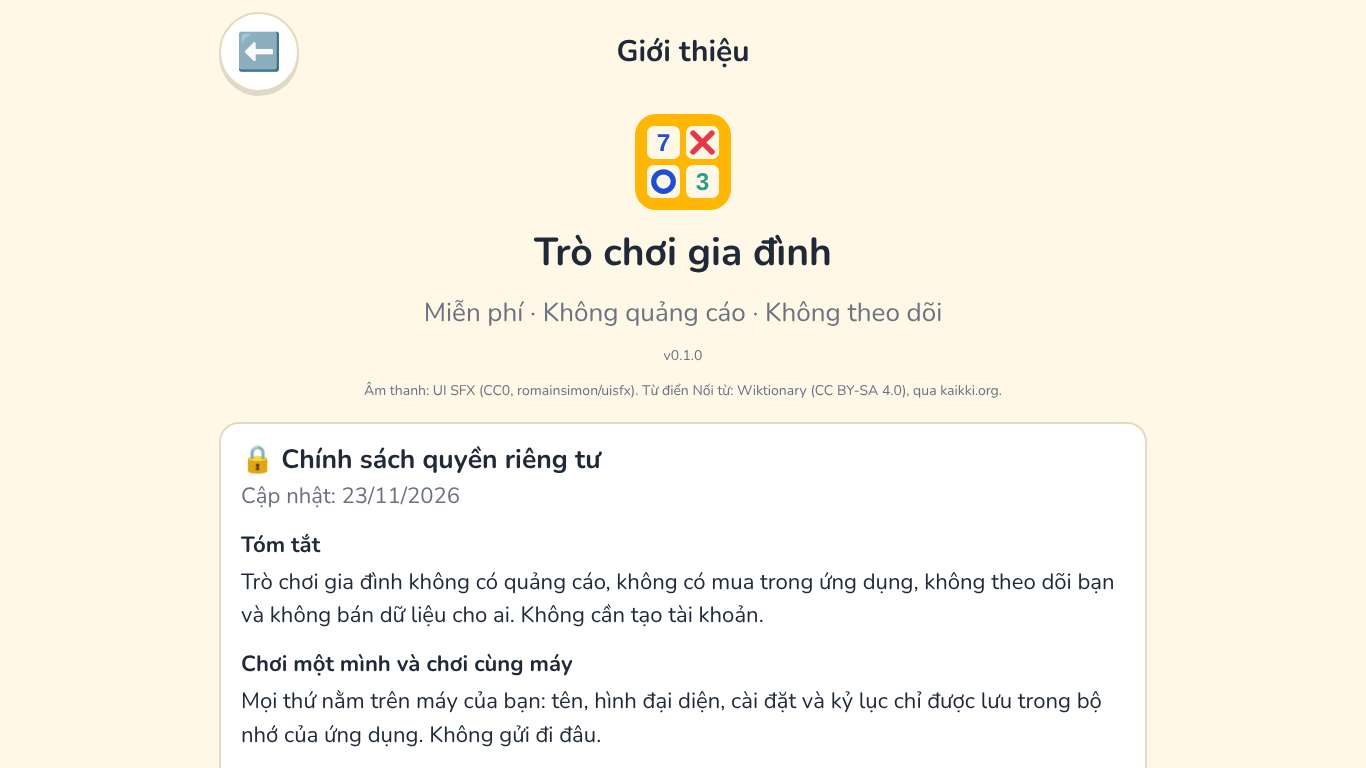 Giới thiệu
7
3
Trò chơi gia đình
Miễn phí · Không quảng cáo · Không theo dõi
v0.1.0
Âm thanh: UI SFX (CC0, romainsimon/uisfx). Từ điển Nối từ: Wiktionary (CC BY-SA 4.0), qua kaikki.org.
🔒 Chính sách quyền riêng tư
Cập nhật: 23/11/2026
Tóm tắt
Trò chơi gia đình không có quảng cáo, không có mua trong ứng dụng, không theo dõi bạn
và không bán dữ liệu cho ai. Không cần tạo tài khoản.
Chơi một mình và chơi cùng máy
Mọi thứ nằm trên máy của bạn: tên, hình đại diện, cài đặt và kỷ lục chỉ được lưu trong bộ
nhớ của ứng dụng. Không gửi đi đâu.